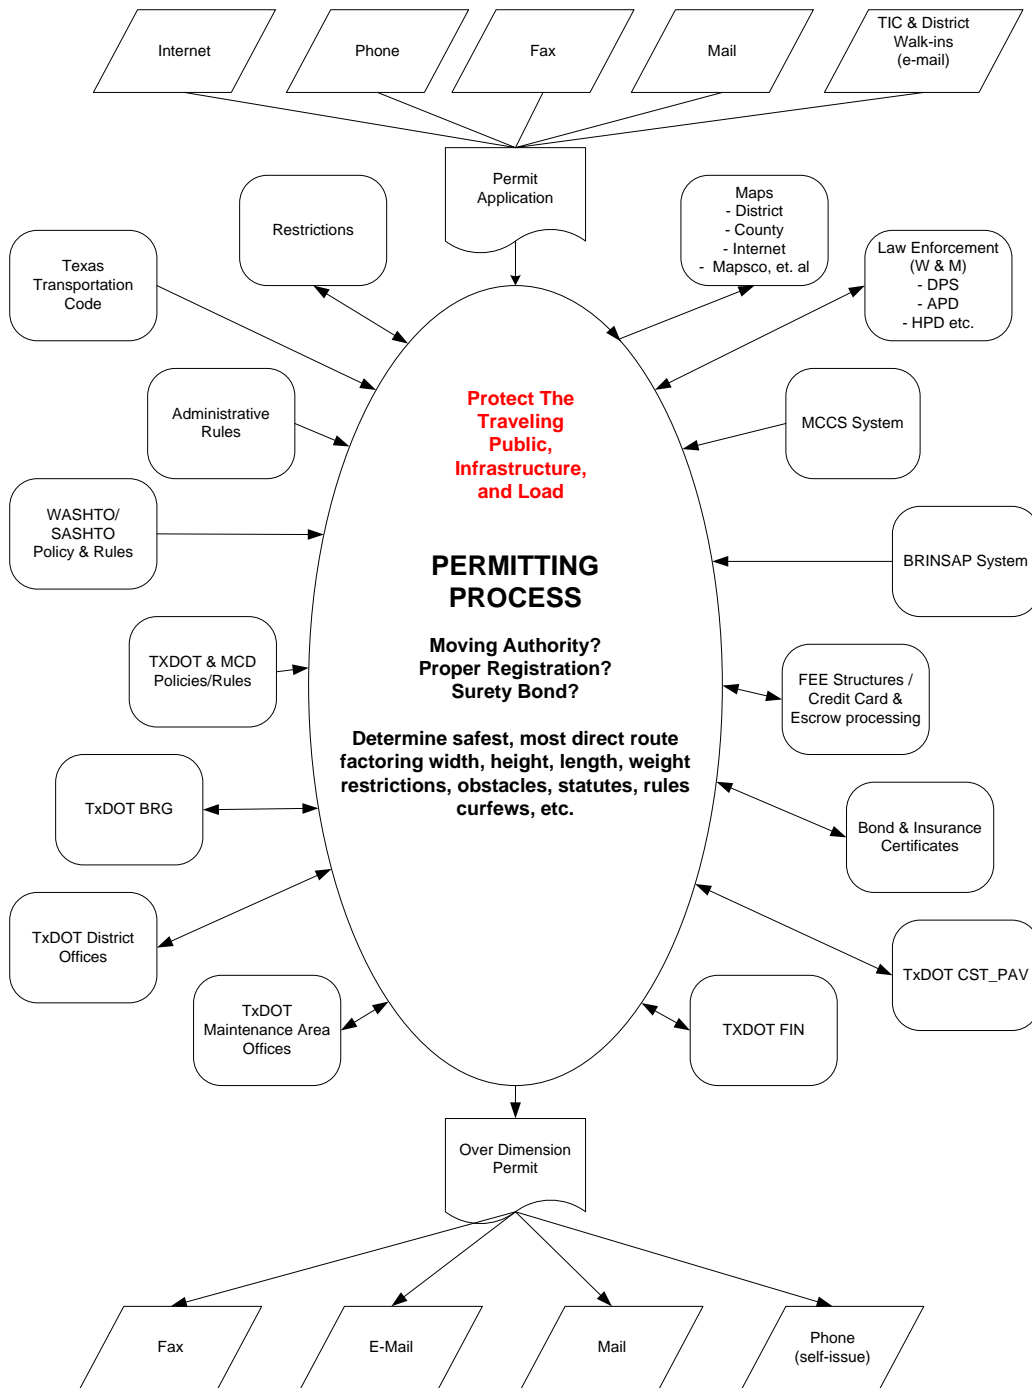 Internet
Phone
Fax
Mail
TIC & District
Walk-ins
(e-mail)
Permit
Application
Restrictions
Maps
- District
- County
- Internet
- Mapsco, et. al
Texas
Transportation
Code
Law Enforcement
(W & M)
- DPS
- APD
- HPD etc.
Administrative
Rules
MCCS System
WASHTO/
SASHTO
Policy & Rules
BRINSAP System
TXDOT & MCD
Policies/Rules
FEE Structures /
Credit Card &
Escrow processing
TxDOT BRG
Bond & Insurance
Certificates
TxDOT District
Offices
TxDOT CST_PAV
TxDOT
Maintenance Area
Offices
TXDOT FIN
Protect The
Traveling
Public,
Infrastructure,
and Load
PERMITTING
PROCESS
Moving Authority?
Proper Registration?
Surety Bond?
Determine safest, most direct route
factoring width, height, length, weight
restrictions, obstacles, statutes, rules
curfews, etc.
Over Dimension
Permit
Fax
E-Mail
Mail
Phone
(self-issue)